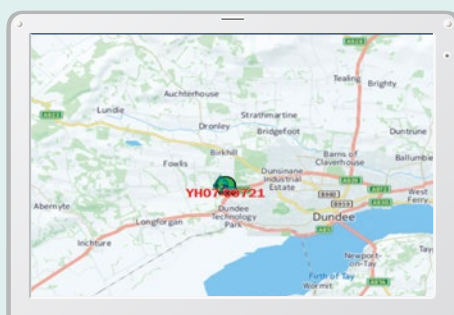 Tealing
Brighty
Auchterhouse
Lundie
Strathmartine
Dronley
Bridgefoot
Duntrune
Birkhill
Barns of
Claverhouse
Ballumbie
Fowlis
Dunsinane
Industrial
Estate
West
Ferry
Dundee
Technology
Park
Dundee
Abernyte
Longforgan
Inchture
Newport-
on-Tay
Firth of Tay
Wormit